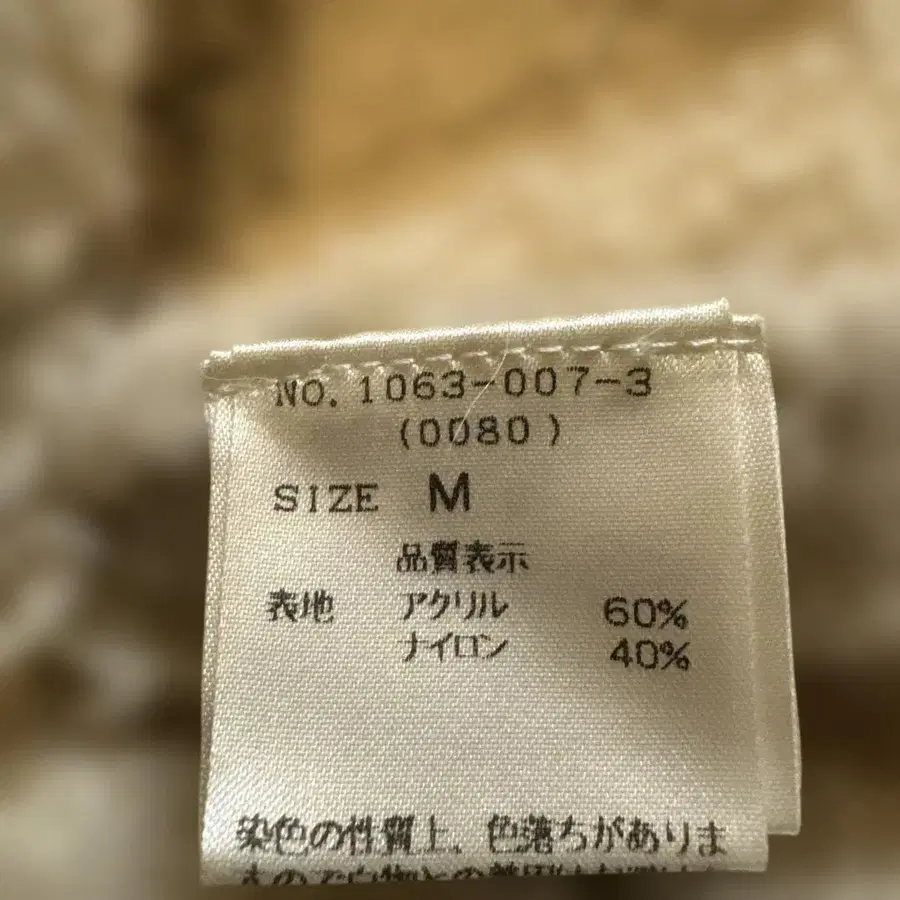 NO. 1063-007-3
(0080)
SIZE M
品質表示
表地 アクリル 60%
ナイロン 40%
染色の性質上、色落ちがありま